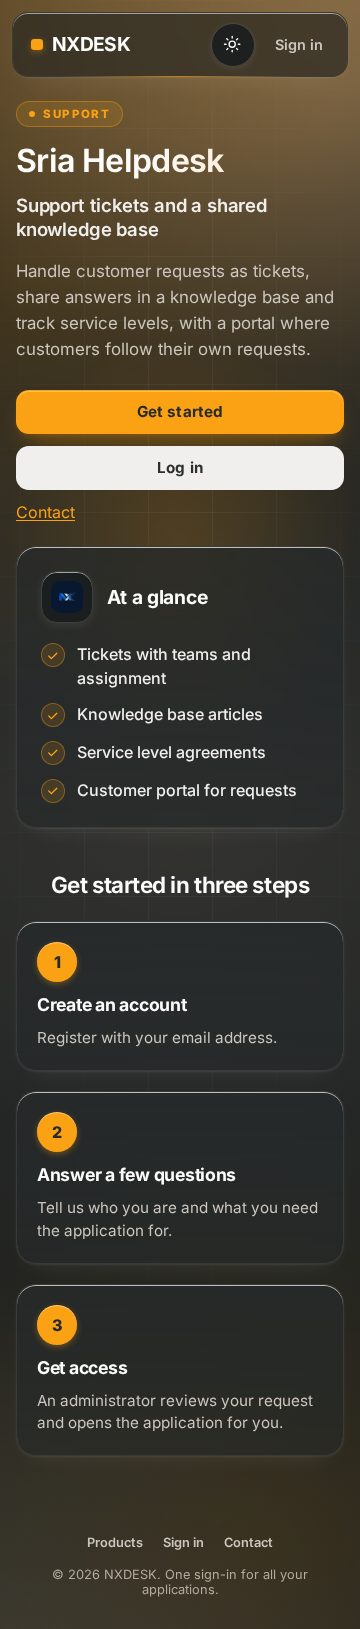 NXDESK
Sign in
SUPPORT
Sria Helpdesk
Support tickets and a shared
knowledge base
Handle customer requests as tickets,
share answers in a knowledge base and
track service levels, with a portal where
customers follow their own requests.
Get started
Log in
Contact
At a glance
Tickets with teams and
assignment
Knowledge base articles
Service level agreements
Customer portal for requests
Get started in three steps
1
Create an account
Register with your email address.
2
Answer a few questions
Tell us who you are and what you need
the application for.
3
Get access
An administrator reviews your request
and opens the application for you.
Products Sign in Contact
© 2026 NXDESK. One sign-in for all your
applications.